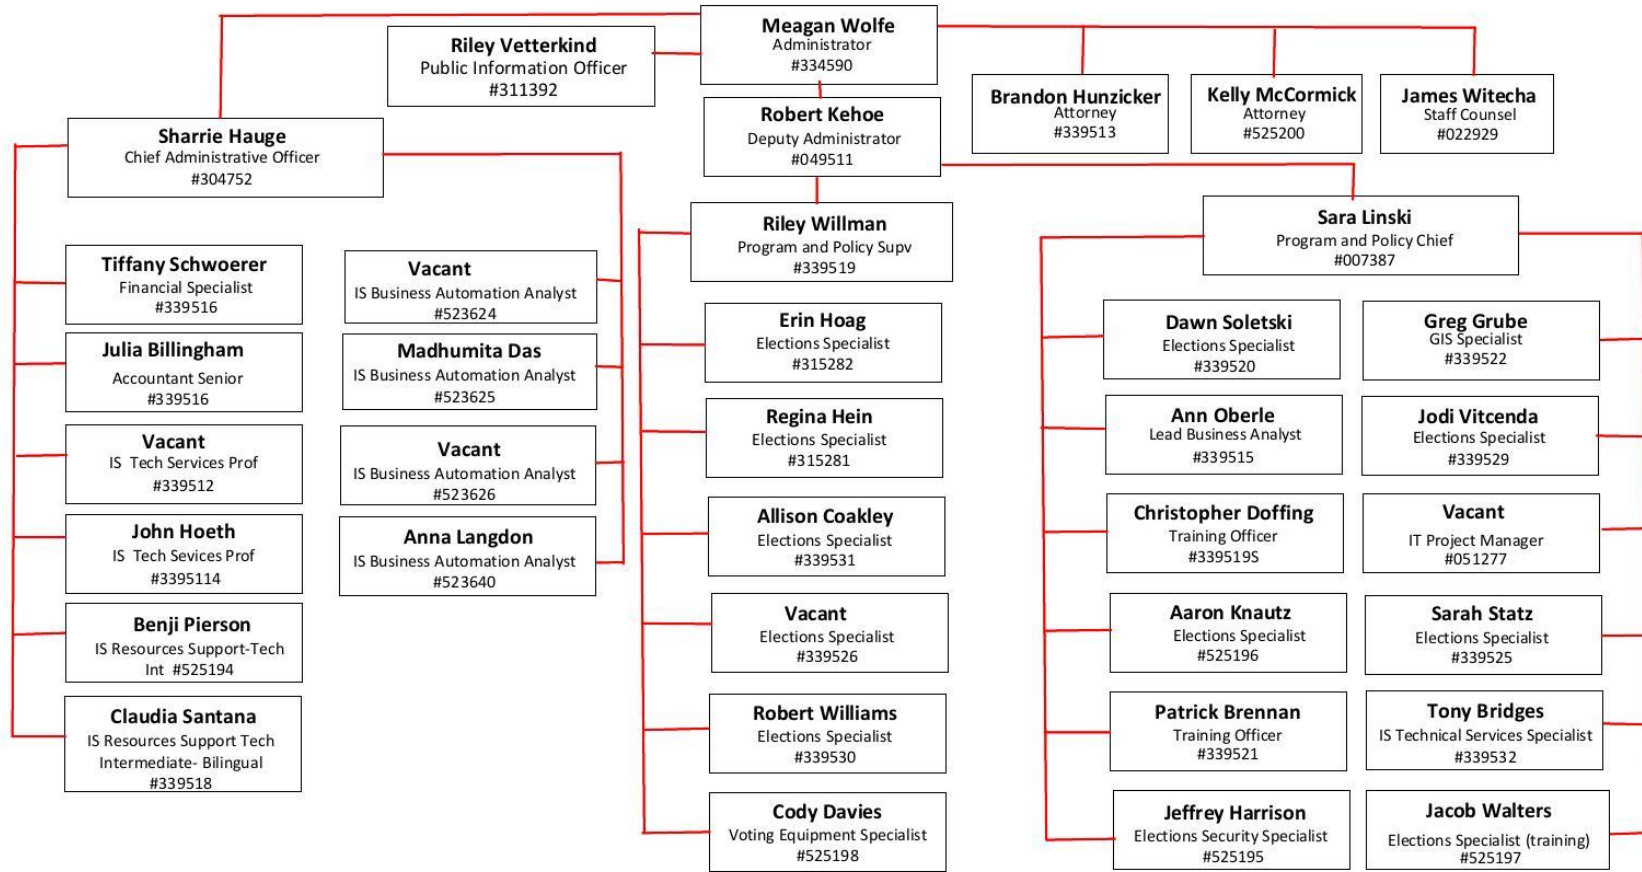 Meagan Wolfe
Administrator
#334590
Riley Vetterkind
Public Information Officer
#311392
Brandon Hunzicker
Attorney
#339513
Kelly McCormick
Attorney
#525200
James Witecha
Staff Counsel
#022929
Robert Kehoe
Deputy Administrator
#049511
Sharrie Hauge
Chief Administrative Officer
#304752
Tiffany Schwoerer
Financial Specialist
#339516
Julia Billingham
Accountant Senior
#339516
Vacant
IS Tech Services Prof
#339512
John Hoeth
IS Tech Sevices Prof
#3395114
Benji Pierson
IS Resources Support-Tech
Int #525194
Claudia Santana
IS Resources Support Tech
Intermediate- Bilingual
#339518
Vacant
IS Business Automation Analyst
#523624
Madhumita Das
IS Business Automation Analyst
#523625
Vacant
IS Business Automation Analyst
#523626
Anna Langdon
IS Business Automation Analyst
#523640
Riley Willman
Program and Policy Supv
#339519
Erin Hoag
Elections Specialist
#315282
Regina Hein
Elections Specialist
#315281
Allison Coakley
Elections Specialist
#339531
Vacant
Elections Specialist
#339526
Robert Williams
Elections Specialist
#339530
Cody Davies
Voting Equipment Specialist
#525198
Sara Linski
Program and Policy Chief
#007387
Dawn Soletski
Elections Specialist
#339520
Ann Oberle
Lead Business Analyst
#339515
Christopher Doffing
Training Officer
#339519S
Aaron Knautz
Elections Specialist
#525196
Patrick Brennan
Training Officer
#339521
Jeffrey Harrison
Elections Security Specialist
#525195
Greg Grube
GIS Specialist
#339522
Jodi Vitcenda
Elections Specialist
#339529
Vacant
IT Project Manager
#051277
Sarah Statz
Elections Specialist
#339525
Tony Bridges
IS Technical Services Specialist
#339532
Jacob Walters
Elections Specialist (training)
#525197